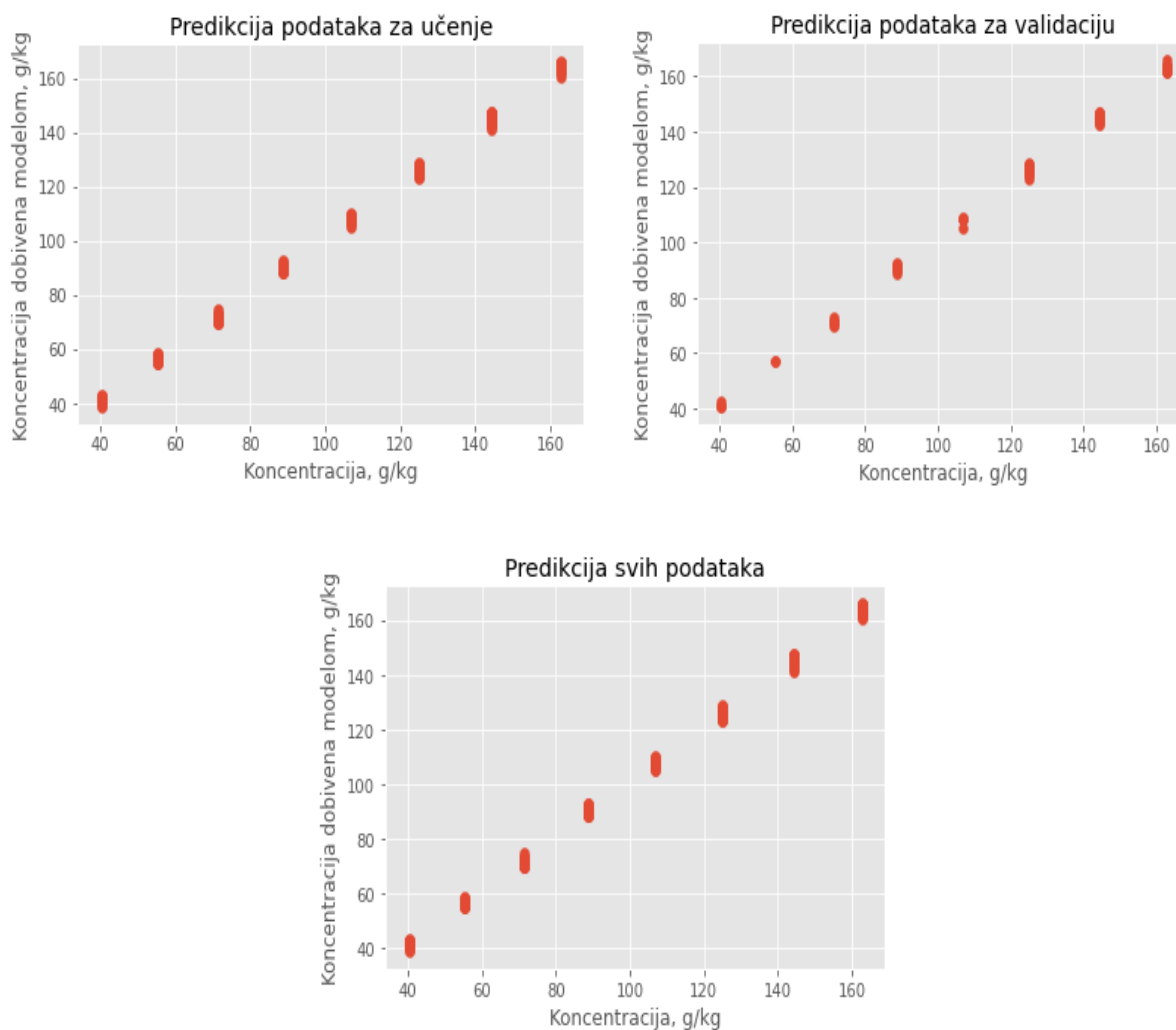 Predikcija podataka za učenje
Koncentracija dobivena modelom, g/kg
160
140
120
100
80
60
40
40 60 80 100 120 140 160
Koncentracija, g/kg
Predikcija podataka za validaciju
Koncentracija dobivena modelom, g/kg
160
140
120
100
80
60
40
40 60 80 100 120 140 160
Koncentracija, g/kg
Predikcija svih podataka
Koncentracija dobivena modelom, g/kg
160
140
120
100
80
60
40
40 60 80 100 120 140 160
Koncentracija, g/kg